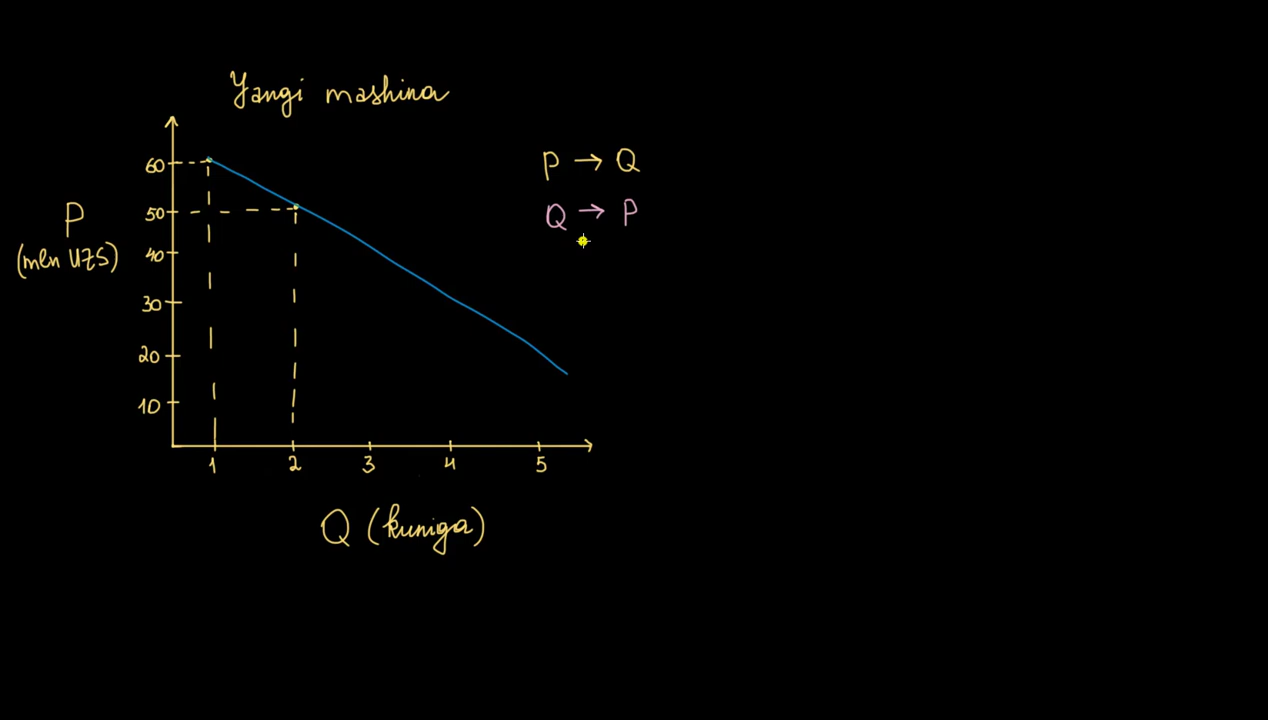 Yangi mashina
60
P → Q
50
Q → P
P
(mln UZS)
40
30
20
10
1 2 3 4 5
Q (kuniga)